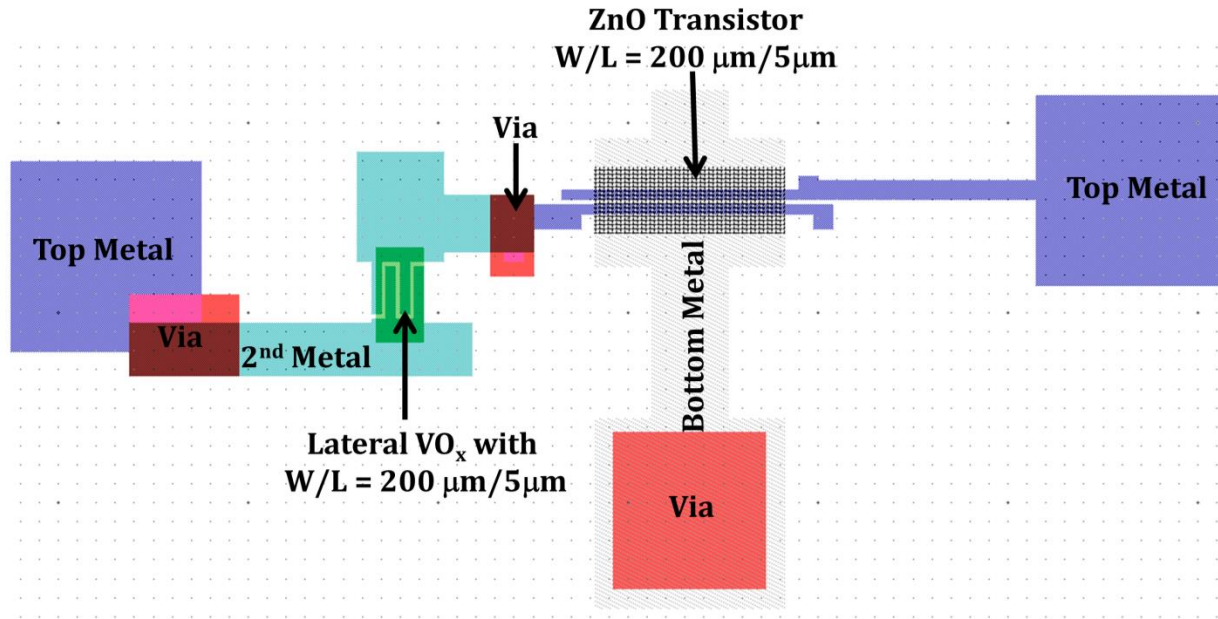 ZnO Transistor
W/L = 200 μm/5μm
Via
Top Metal
Top Metal
Via
2nd Metal
Bottom Metal
Lateral VOx with
W/L = 200 μm/5μm
Via